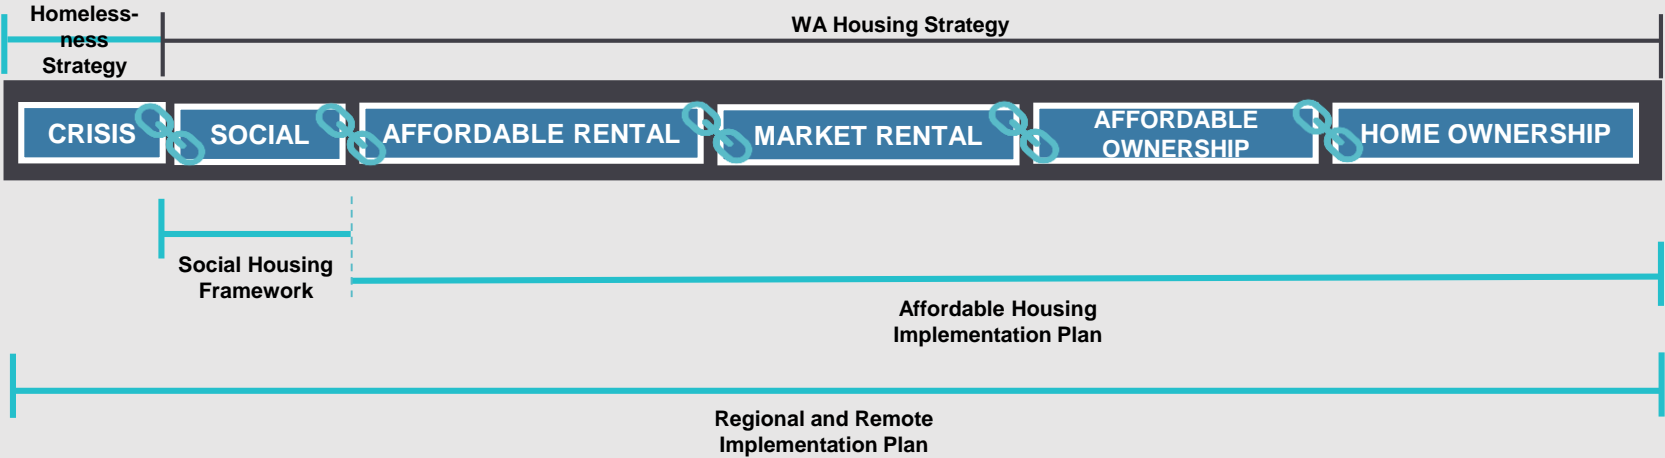 Homeless-
ness
Strategy
WA Housing Strategy
CRISIS
SOCIAL
AFFORDABLE RENTAL
MARKET RENTAL
AFFORDABLE
OWNERSHIP
HOME OWNERSHIP
Social Housing
Framework
Affordable Housing
Implementation Plan
Regional and Remote
Implementation Plan